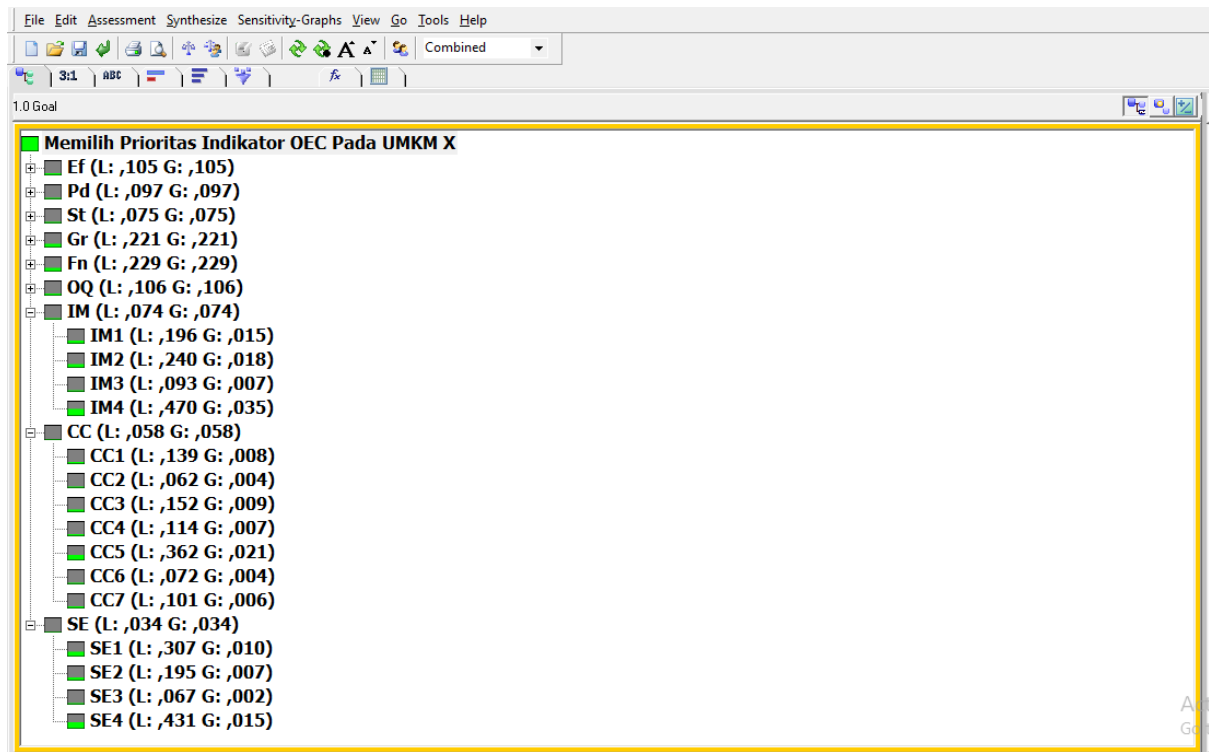 File Edit Assessment Synthesize Sensitivity-Graphs View Go Tools Help
Combined
3:1 ABC fx
1.0 Goal
Memilih Prioritas Indikator OEC Pada UMKM X
Ef (L: ,105 G: ,105)
Pd (L: ,097 G: ,097)
St (L: ,075 G: ,075)
Gr (L: ,221 G: ,221)
Fn (L: ,229 G: ,229)
OQ (L: ,106 G: ,106)
IM (L: ,074 G: ,074)
IM1 (L: ,196 G: ,015)
IM2 (L: ,240 G: ,018)
IM3 (L: ,093 G: ,007)
IM4 (L: ,470 G: ,035)
CC (L: ,058 G: ,058)
CC1 (L: ,139 G: ,008)
CC2 (L: ,062 G: ,004)
CC3 (L: ,152 G: ,009)
CC4 (L: ,114 G: ,007)
CC5 (L: ,362 G: ,021)
CC6 (L: ,072 G: ,004)
CC7 (L: ,101 G: ,006)
SE (L: ,034 G: ,034)
SE1 (L: ,307 G: ,010)
SE2 (L: ,195 G: ,007)
SE3 (L: ,067 G: ,002)
SE4 (L: ,431 G: ,015)